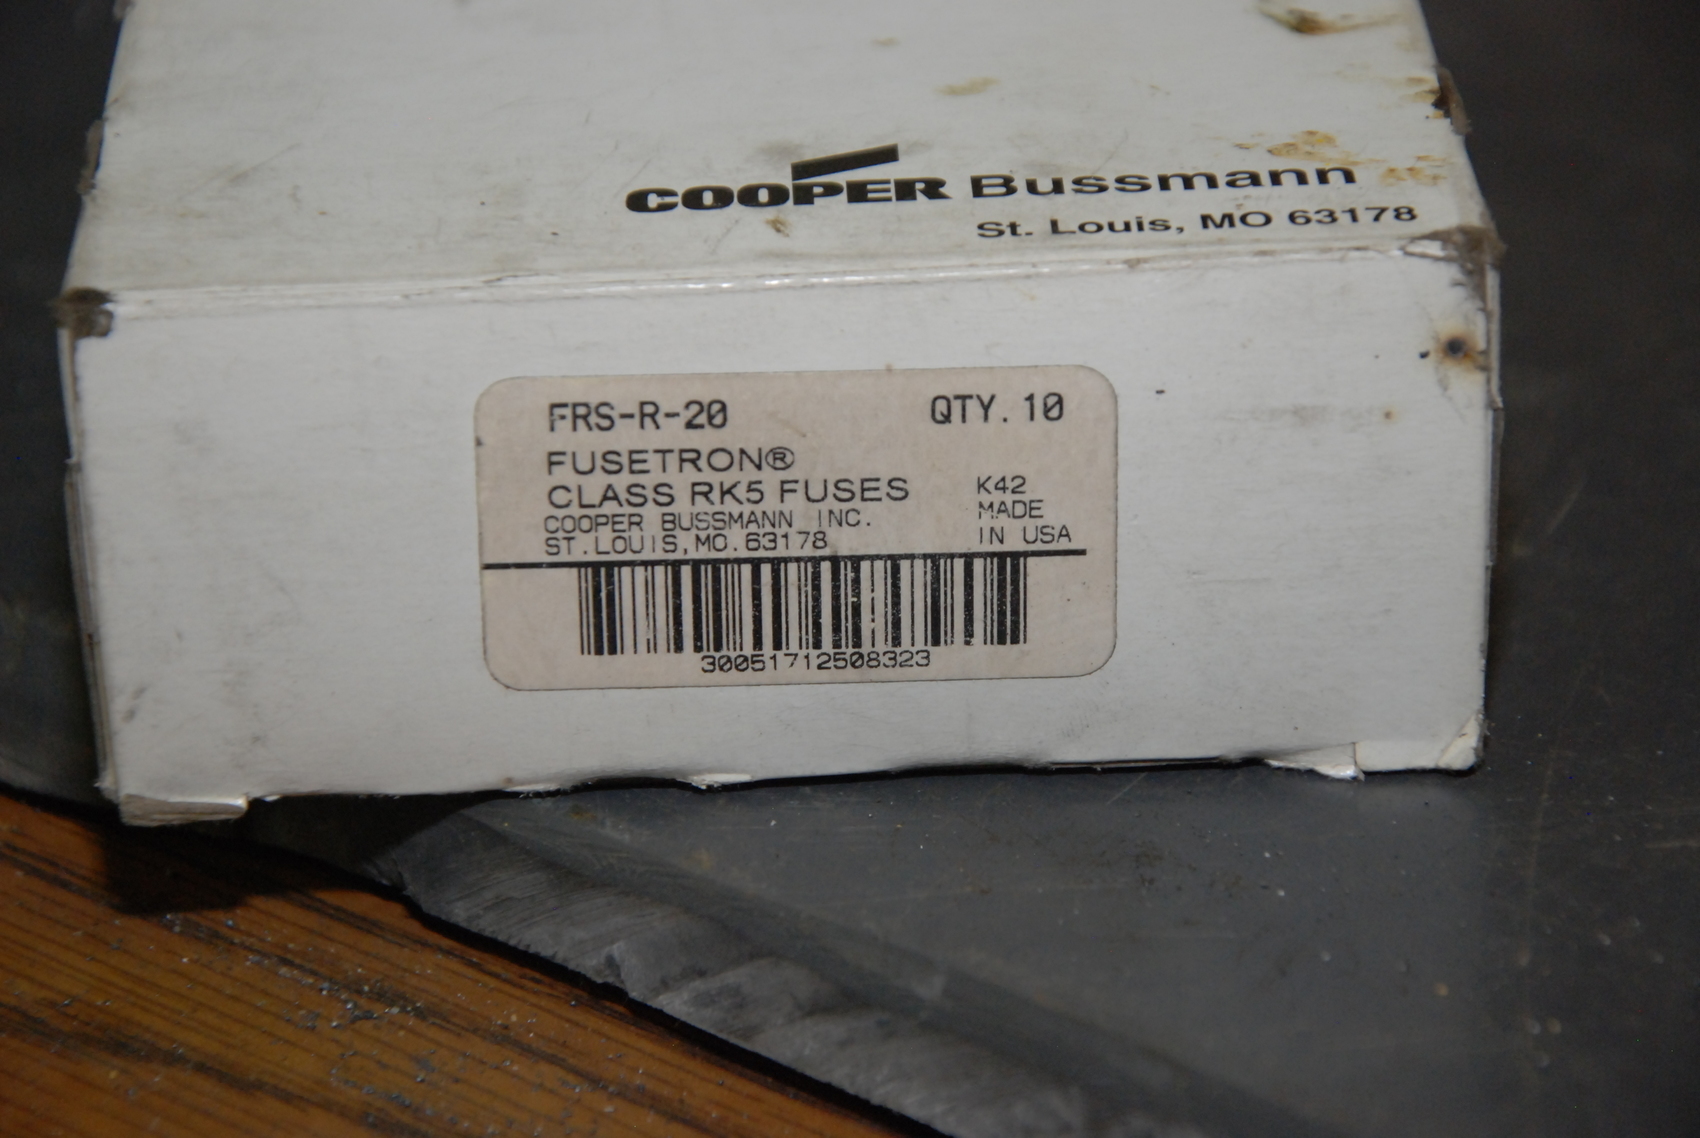 COOPER Bussmann
St. Louis, MO 63178
FRS-R-20 QTY. 10
FUSETRON®
CLASS RK5 FUSES K42
COOPER BUSSMANN INC. MADE
ST.LOUIS,MO.63178 IN USA
30051712508323